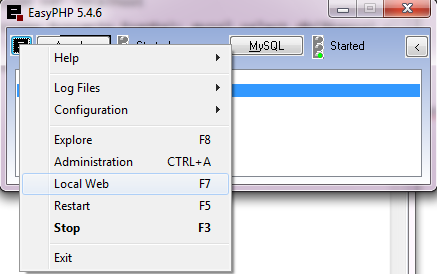 EasyPHP 5.4.6
MySQL
Started
<
Help
Log Files
Configuration
Explore F8
Administration CTRL+A
Local Web F7
Restart F5
Stop F3
Exit